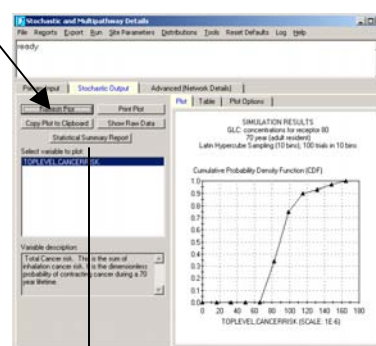 Stochastic and Multipathway Details
File Reports Export Run Site Parameters Distributions Tools Reset Defaults Log Help
ready
Primary Input Stochastic Output Advanced (Network Details)
Refresh Plot Print Plot
Copy Plot to Clipboard Show Raw Data
Statistical Summary Report
Select variable to plot
TOPLEVEL.CANCERRISK
Variable description
Total Cancer risk. This is the sum of
inhalation cancer risk. It is the dimensionless
probability of contracting cancer during a 70
year lifetime.
Plot Table Plot Options
SIMULATION RESULTS
GLC: concentrations for receptor 80
70 year (adult resident)
Latin Hypercube Sampling (10 bins), 100 trials in 10 bins
Cumulative Probability Density Function (CDF)
1.0
0.9
0.8
0.7
0.6
0.5
0.4
0.3
0.2
0.1
0.0
0 20 40 60 80 100 120 140 160 180
TOPLEVEL.CANCERRISK (SCALE: 1E-6)